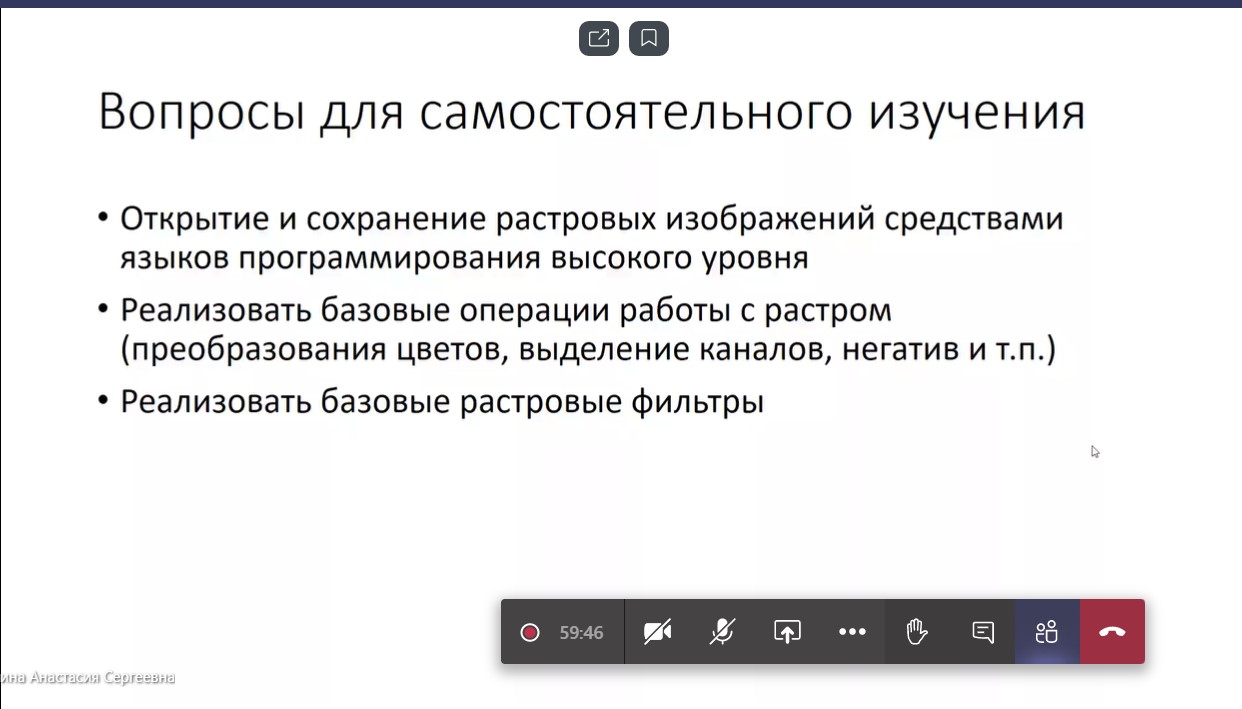 Вопросы для самостоятельного изучения
• Открытие и сохранение растровых изображений средствами
языков программирования высокого уровня
• Реализовать базовые операции работы с растром
(преобразования цветов, выделение каналов, негатив и т.п.)
• Реализовать базовые растровые фильтры
59:46
Анастасия Сергеевна